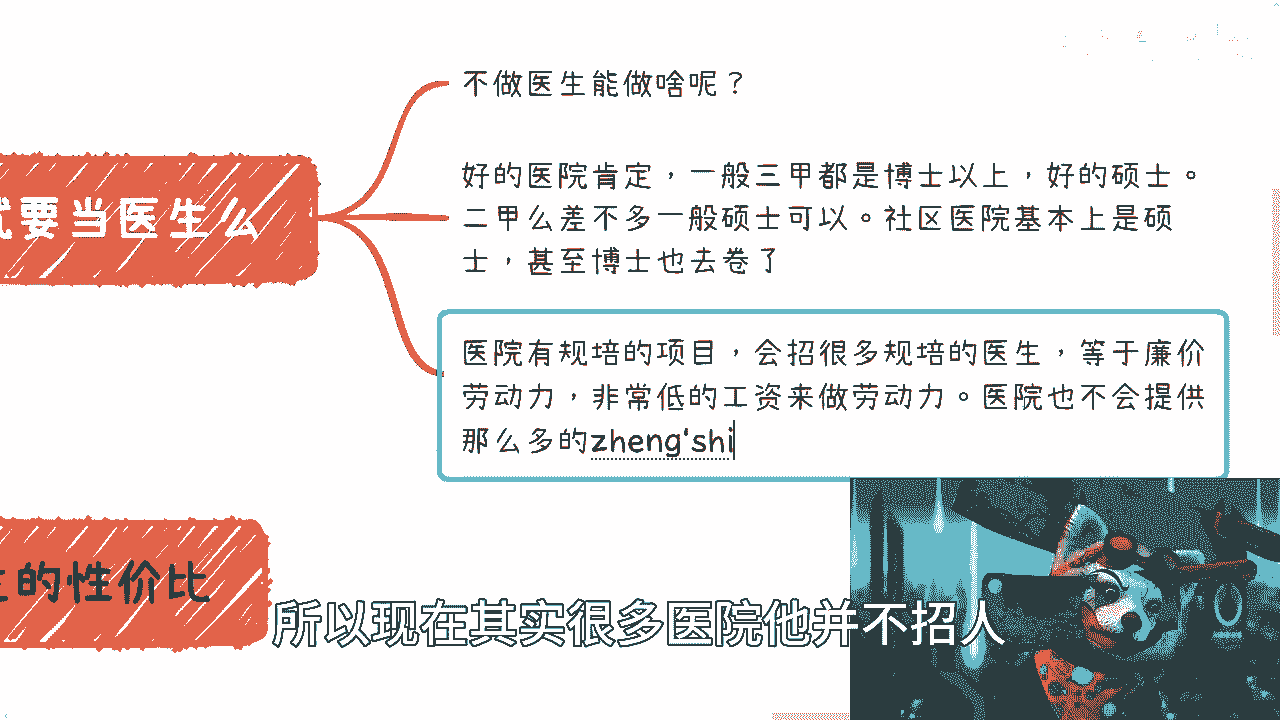 不做医生能做啥呢？
好的医院肯定，一般三甲都是博士以上，好的硕士。
二甲么差不多一般硕士可以。社区医院基本上是硕
士，甚至博士也去卷了
要当医生么
医院有规培的项目，会招很多规培的医生，等于廉价
劳动力，非常低的工资来做劳动力。医院也不会提供
那么多的zheng'shi
的性价比
所以现在其实很多医院他并不招人